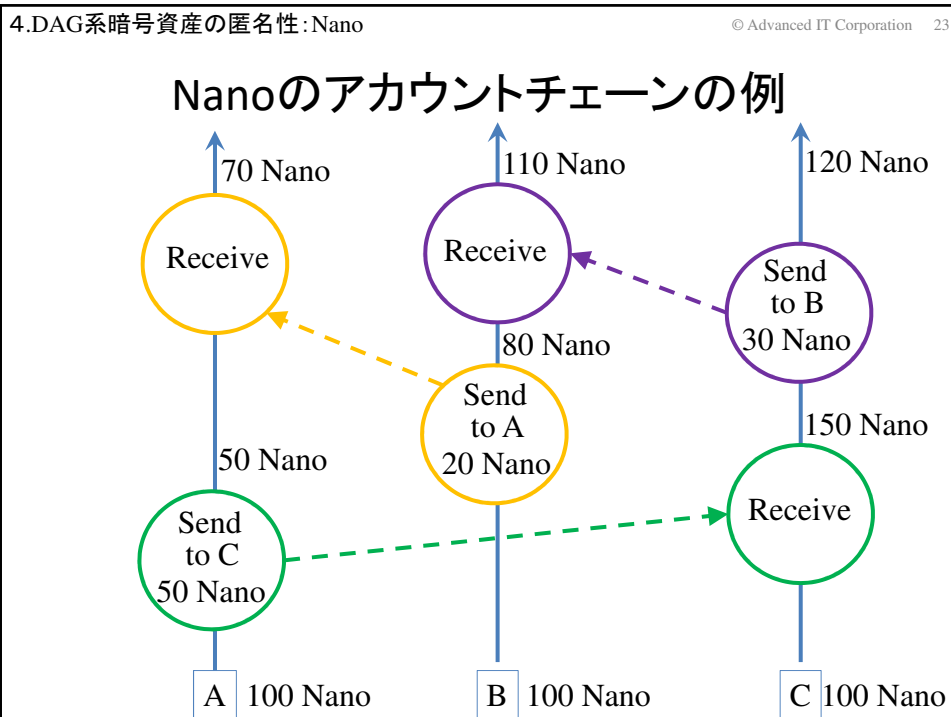 4.DAG系暗号資産の匿名性:Nano
© Advanced IT Corporation 23
Nanoのアカウントチェーンの例
70 Nano
110 Nano
120 Nano
Receive
Receive
Send
to B
30 Nano
80 Nano
Send
to A
20 Nano
150 Nano
50 Nano
Send
to C
50 Nano
Receive
A 100 Nano
B 100 Nano
C 100 Nano